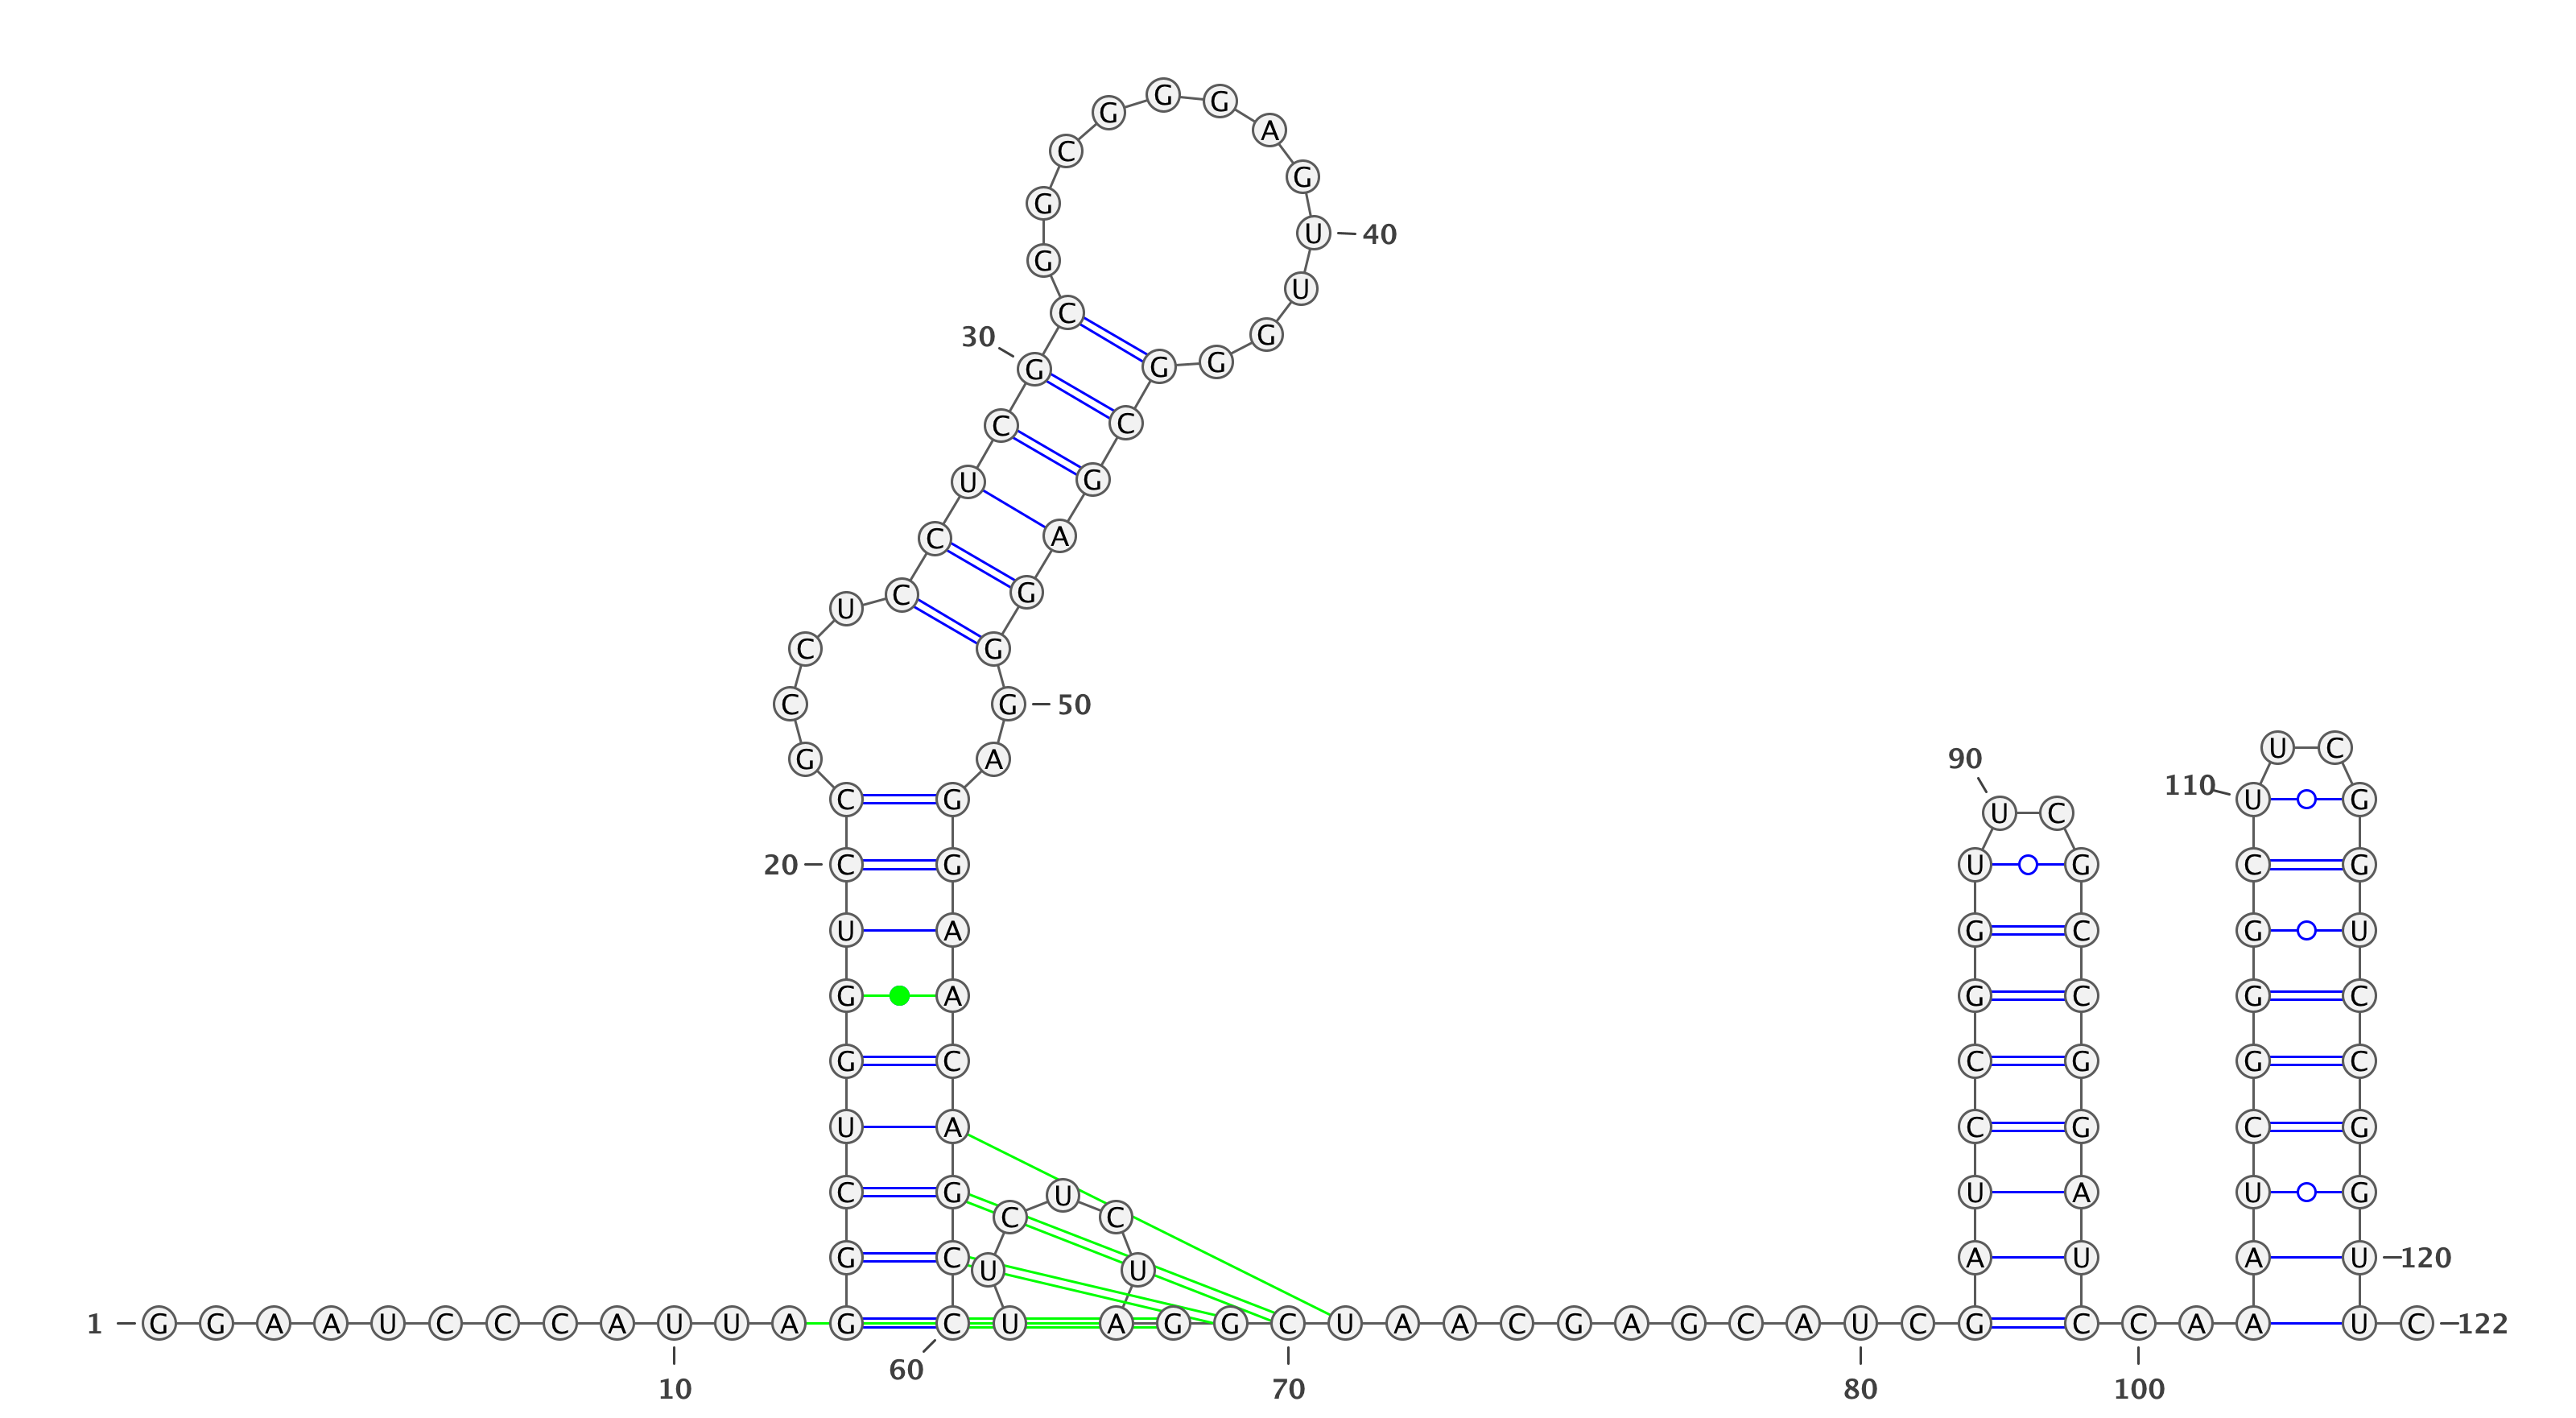 G G G
A
C
G
G
U 40
G
U
C
30 G
G G G
C C
U G
C A
U C G
C G
C G 50
U C
G A 90
110
C G U G
U C
20 C G U G C G
U A G C G U
G A G C G C
G C C G G C
U A C G C G
C G U U A U G
C C
G C A U A U 120
U U
1 G G A A U C C C A U U A G C U A G G C U A A C G A G C A U C G C C A A U C 122
60
10 70 80 100